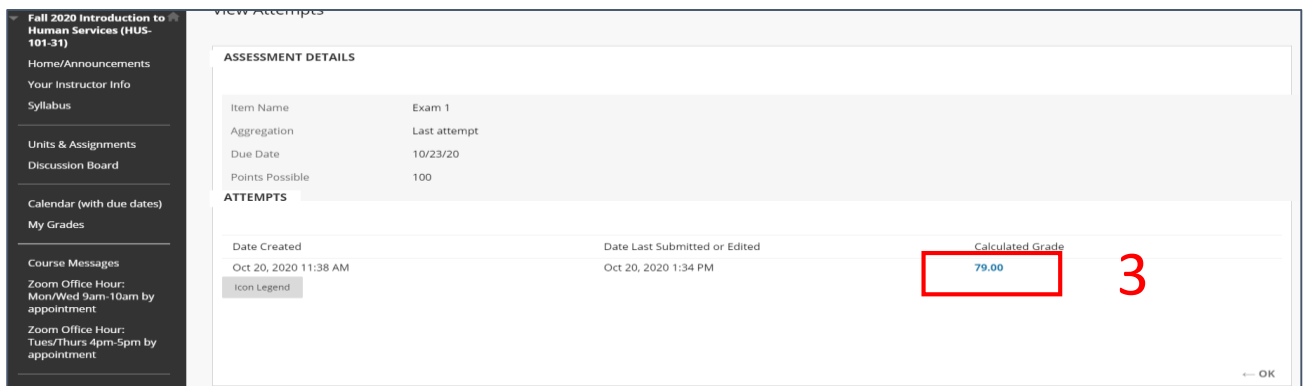 Fall 2020 Introduction to
Human Services (HUS-
101-31)
Home/Announcements
Your Instructor Info
Syllabus
Units & Assignments
Discussion Board
Calendar (with due dates)
My Grades
Course Messages
Zoom Office Hour:
Mon/Wed 9am-10am by
appointment
Zoom Office Hour:
Tues/Thurs 4pm-5pm by
appointment
View Attempts
ASSESSMENT DETAILS
Item Name Exam 1
Aggregation Last attempt
Due Date 10/23/20
Points Possible 100
ATTEMPTS
Date Created Date Last Submitted or Edited Calculated Grade
Oct 20, 2020 11:38 AM Oct 20, 2020 1:34 PM 79.00
3
Icon Legend
← OK